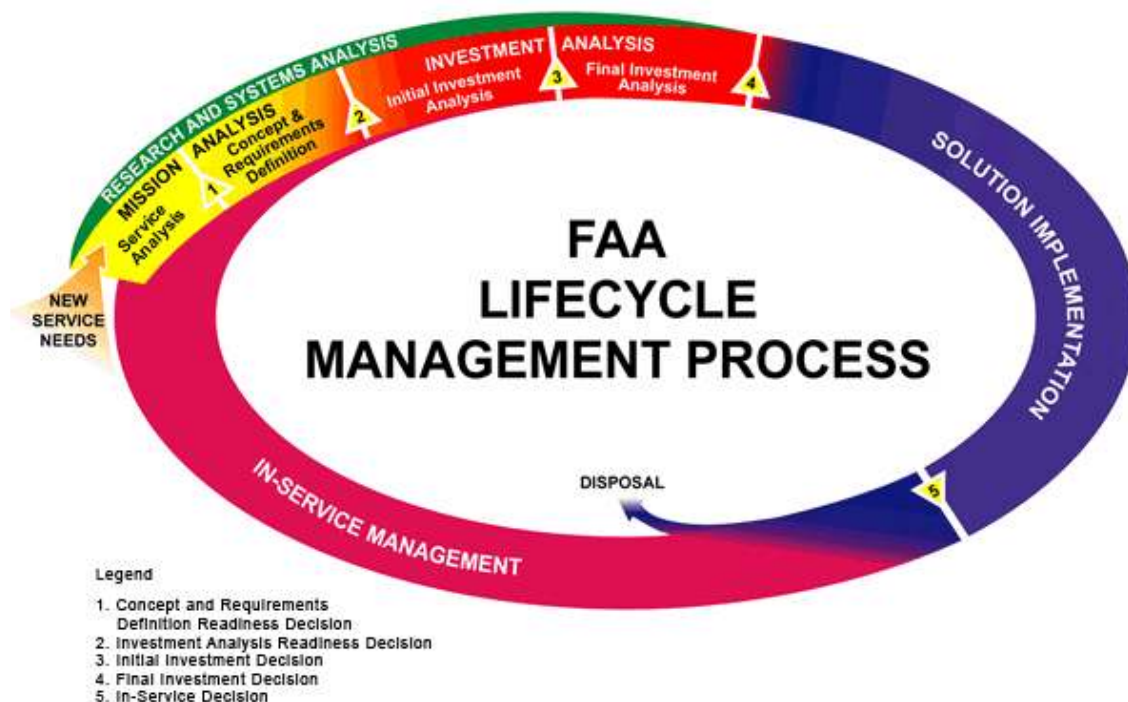 RESEARCH AND SYSTEMS ANALYSIS
MISSION ANALYSIS
Service
Analysis
1
Concept &
Requirements
Definition
2
INVESTMENT ANALYSIS
Initial Investment
Analysis
3
Final Investment
Analysis
4
SOLUTION IMPLEMENTATION
NEW
SERVICE
NEEDS
FAA
LIFECYCLE
MANAGEMENT PROCESS
5
DISPOSAL
IN-SERVICE MANAGEMENT
Legend
1. Concept and Requirements
Definition Readiness Decision
2. Investment Analysis Readiness Decision
3. Initial Investment Decision
4. Final Investment Decision
5. In-Service Decision